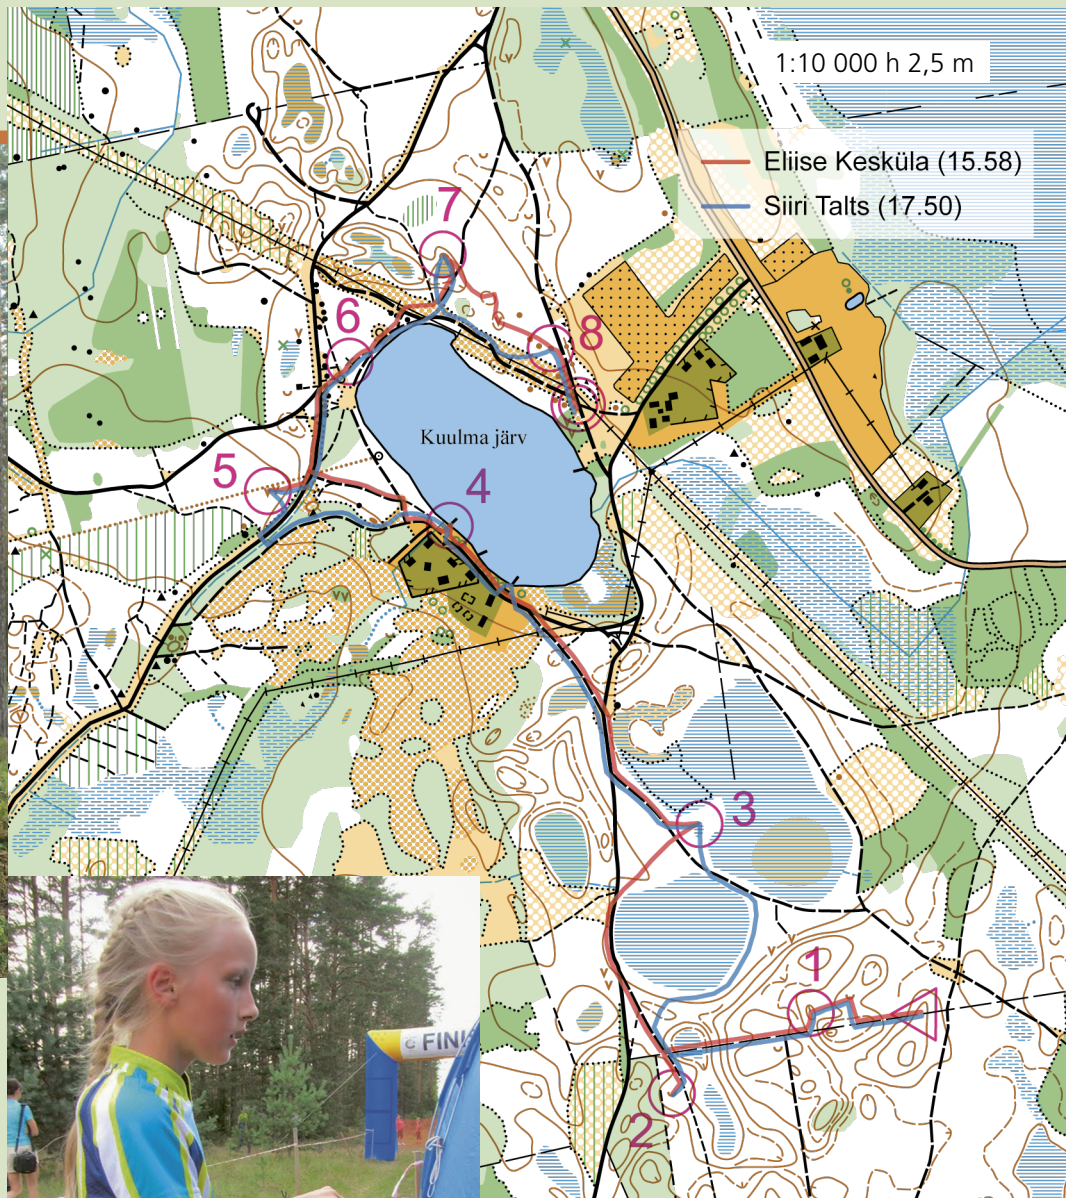 1:10 000 h 2,5 m
Eliise Kesküla (15.58)
Siiri Talts (17.50)
7
6
8
Kuulma järv
5
4
3
1
2
FINI